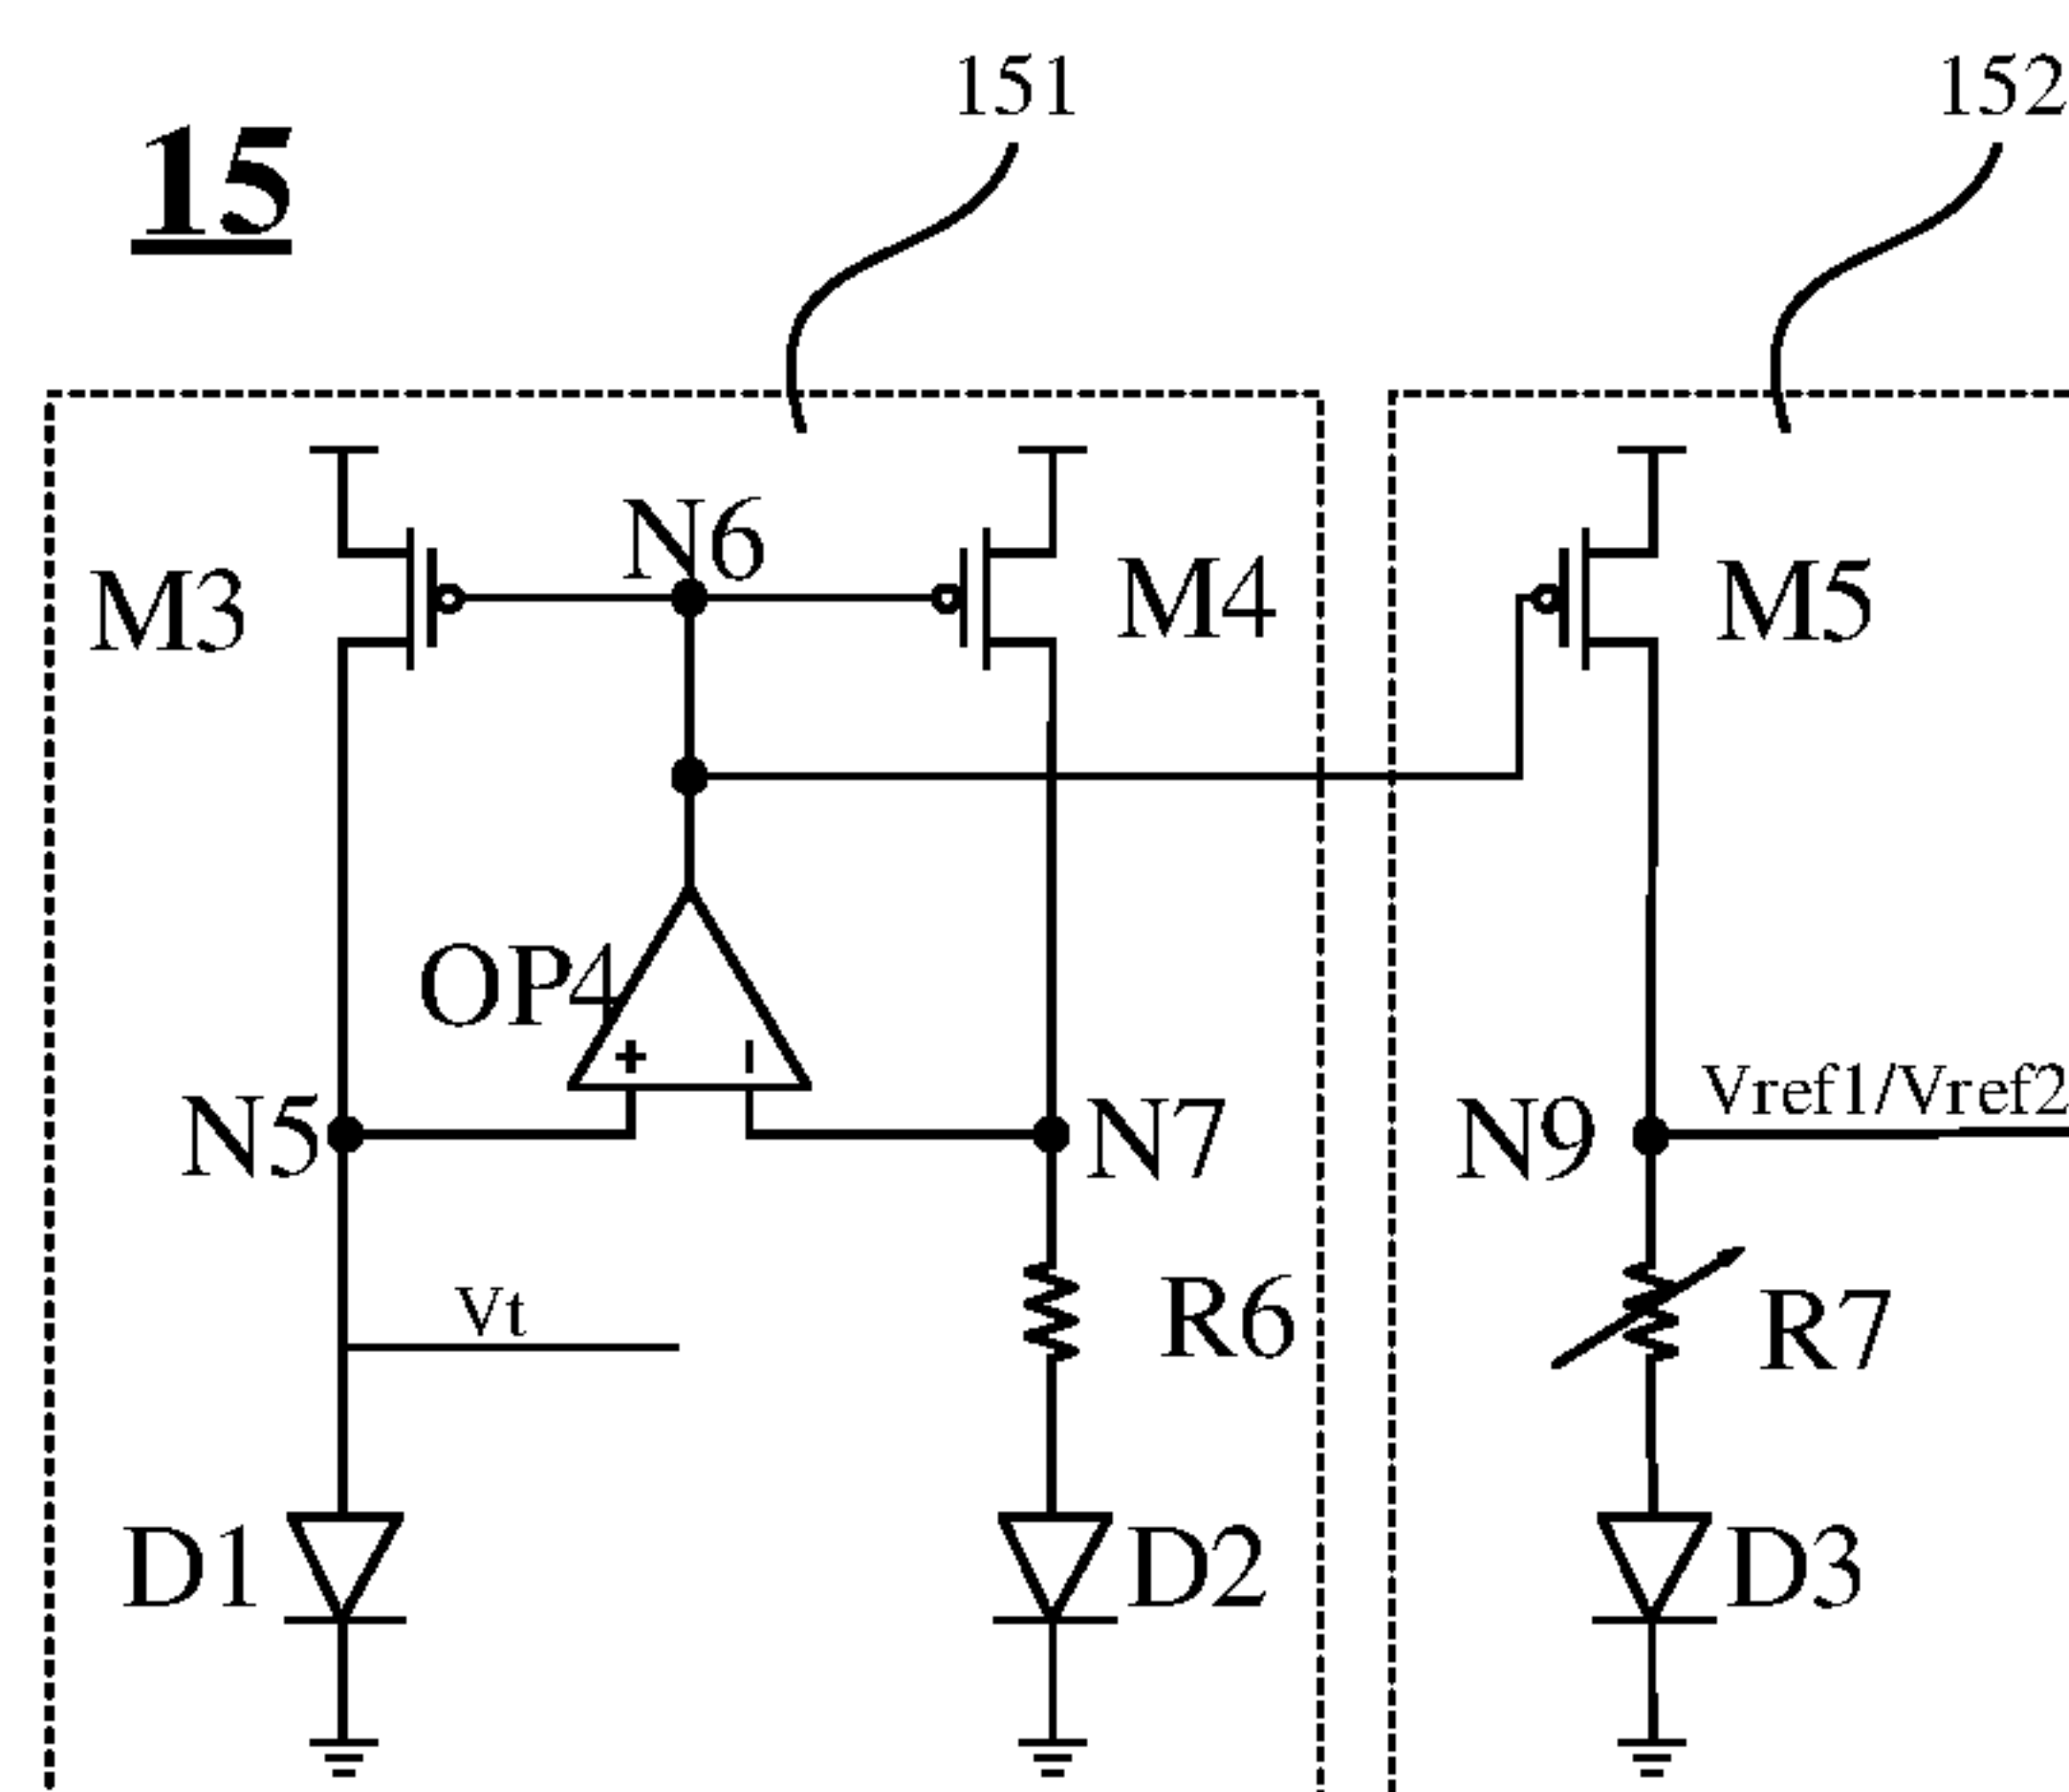 151
152
15
N6
M3
M4
M5
OP4
+
-
Vref1/Vref2
N5
N7
N9
Vt
R6
R7
D1
D2
D3